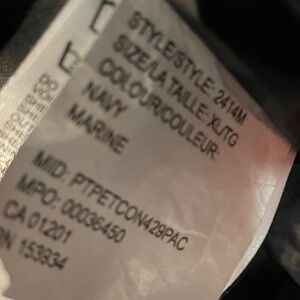 STYLE/STYLE: 2414M
SIZE/LA TAILLE: XL/TG
COLOUR/COULEUR:
NAVY
MARINE
MID: PTPETCON429PAC
MPO: 00036450
CA 01201
RN 153934